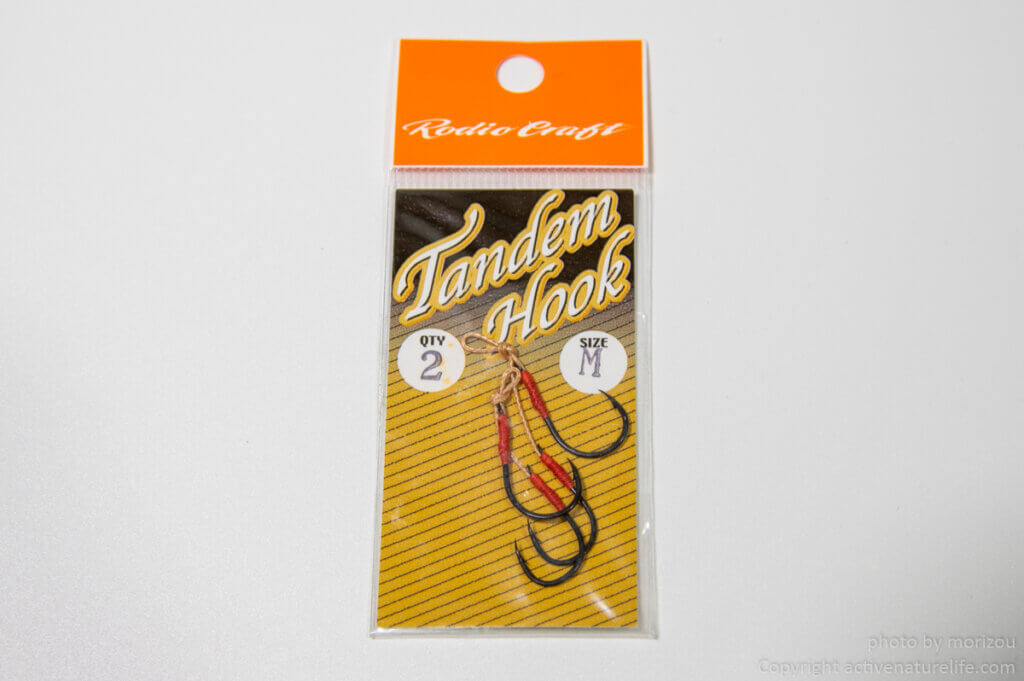 Rodio Craft
Tandem
Hook
QTY
2
SIZE
M
photo by morizou
Copyright activenaturelife.com